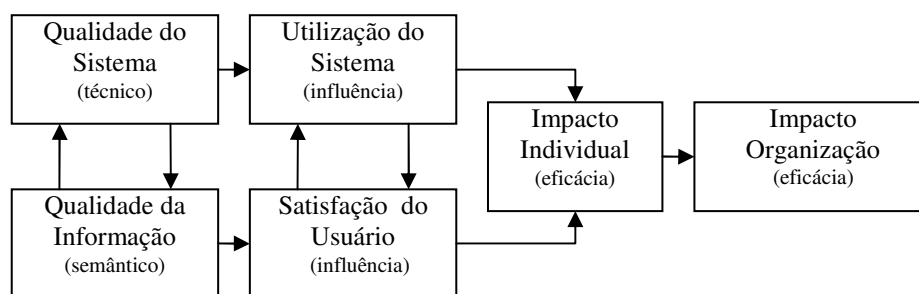 Qualidade do
Sistema
(técnico)
Utilização do
Sistema
(influência)
Impacto
Individual
(eficácia)
Impacto
Organização
(eficácia)
Qualidade da
Informação
(semântico)
Satisfação do
Usuário
(influência)